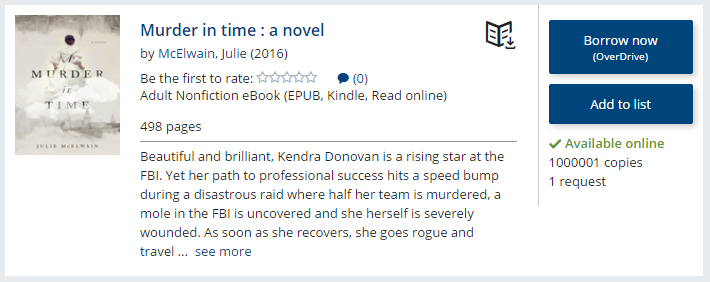 A MURDER
in
TIME
JULIE McELWAIN
Murder in time : a novel
by McElwain, Julie (2016)
Be the first to rate: (0)
Adult Nonfiction eBook (EPUB, Kindle, Read online)
498 pages
Beautiful and brilliant, Kendra Donovan is a rising star at the
FBI. Yet her path to professional success hits a speed bump
during a disastrous raid where half her team is murdered, a
mole in the FBI is uncovered and she herself is severely
wounded. As soon as she recovers, she goes rogue and
travel ... see more
Borrow now
(OverDrive)
Add to list
Available online
1000001 copies
1 request